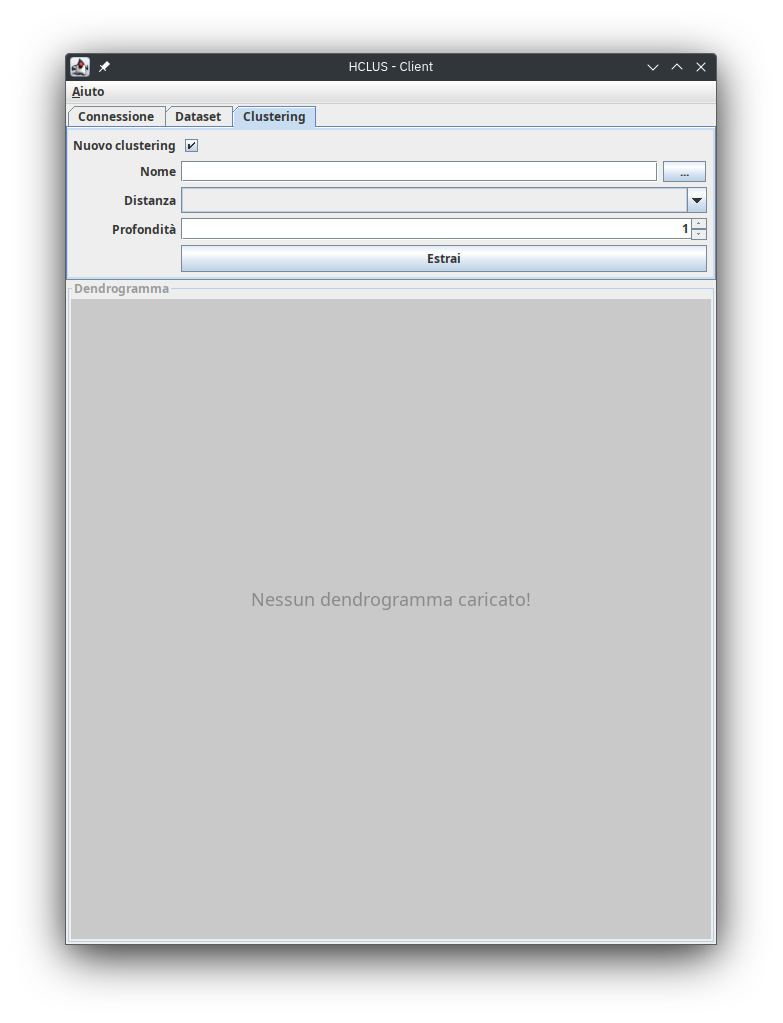 HCLUS - Client
Aiuto
Connessione Dataset Clustering
Nuovo clustering
Nome ...
Distanza
Profondità 1
Estrai
Dendrogramma
Nessun dendrogramma caricato!